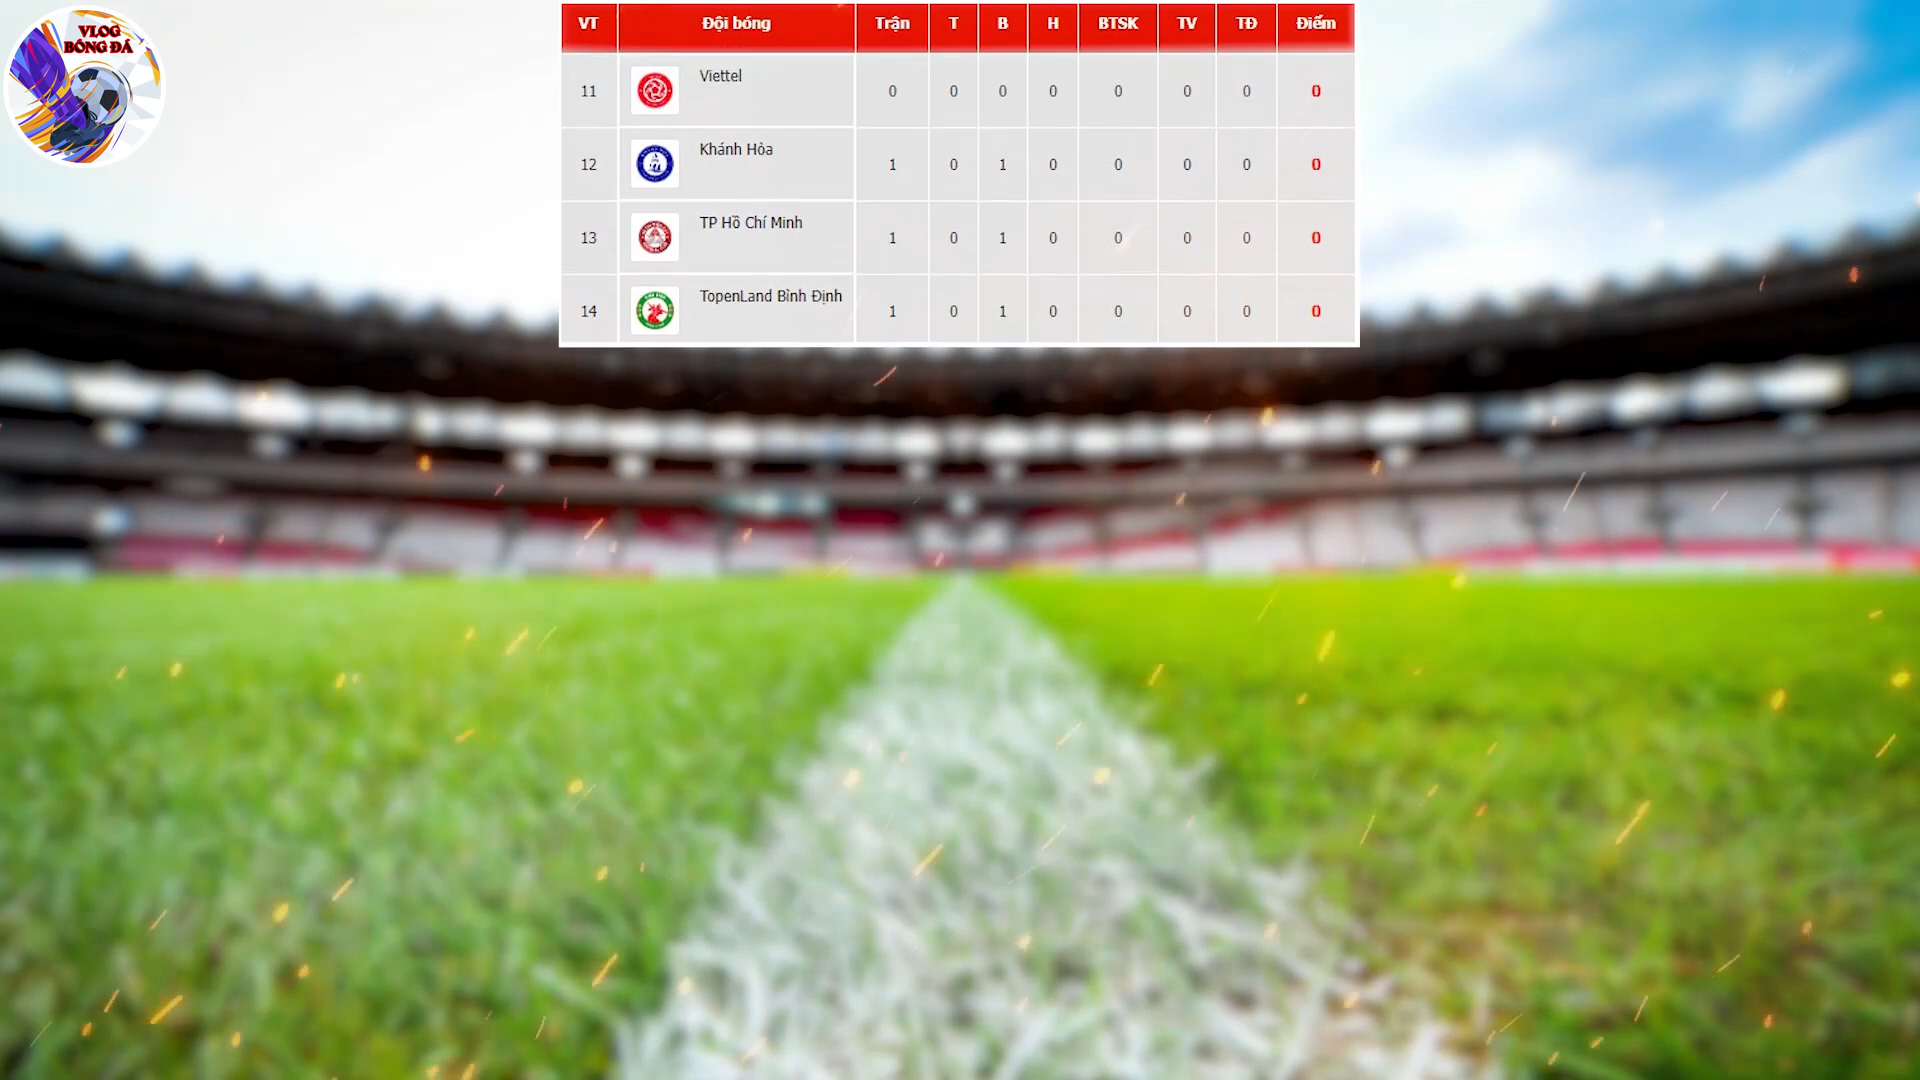 VLOG
BÓNG ĐÁ
VT Đội bóng Trận T B H BTSK TV TĐ Điểm
11 Viettel 0 0 0 0 0 0 0 0
12 Khánh Hòa 1 0 1 0 0 0 0 0
13 TP Hồ Chí Minh 1 0 1 0 0 0 0 0
14 TopenLand Bình Định 1 0 1 0 0 0 0 0